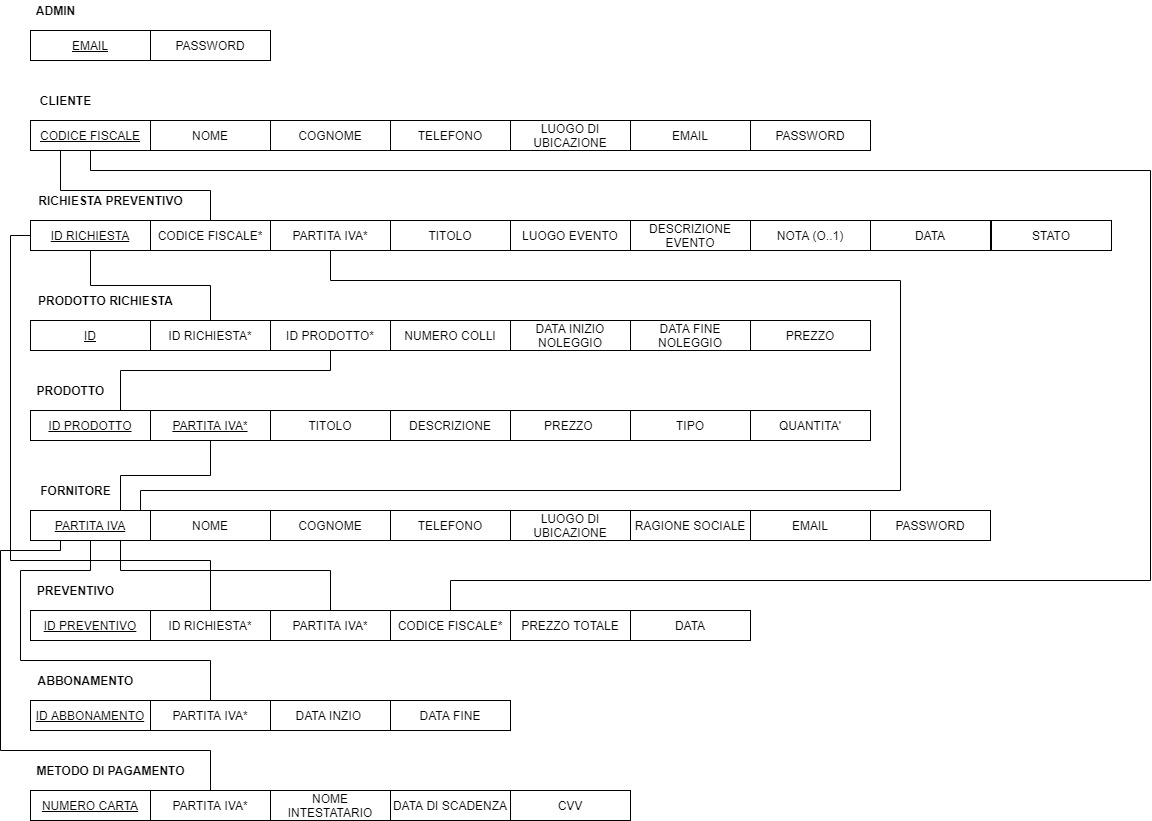 ADMIN
EMAIL PASSWORD
CLIENTE
CODICE FISCALE NOME COGNOME TELEFONO LUOGO DI UBICAZIONE EMAIL PASSWORD
RICHIESTA PREVENTIVO
ID RICHIESTA CODICE FISCALE* PARTITA IVA* TITOLO LUOGO EVENTO DESCRIZIONE EVENTO NOTA (O..1) DATA STATO
PRODOTTO RICHIESTA
ID ID RICHIESTA* ID PRODOTTO* NUMERO COLLI DATA INIZIO NOLEGGIO DATA FINE NOLEGGIO PREZZO
PRODOTTO
ID PRODOTTO PARTITA IVA* TITOLO DESCRIZIONE PREZZO TIPO QUANTITA'
FORNITORE
PARTITA IVA NOME COGNOME TELEFONO LUOGO DI UBICAZIONE RAGIONE SOCIALE EMAIL PASSWORD
PREVENTIVO
ID PREVENTIVO ID RICHIESTA* PARTITA IVA* CODICE FISCALE* PREZZO TOTALE DATA
ABBONAMENTO
ID ABBONAMENTO PARTITA IVA* DATA INZIO DATA FINE
METODO DI PAGAMENTO
NUMERO CARTA PARTITA IVA* NOME INTESTATARIO DATA DI SCADENZA CVV